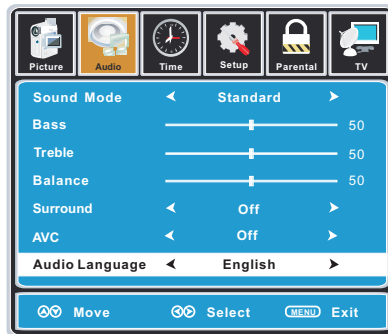 Picture Audio Time Setup Parental TV
Sound Mode Standard
Bass 50
Treble 50
Balance 50
Surround Off
AVC Off
Audio Language English
Move Select MENU Exit